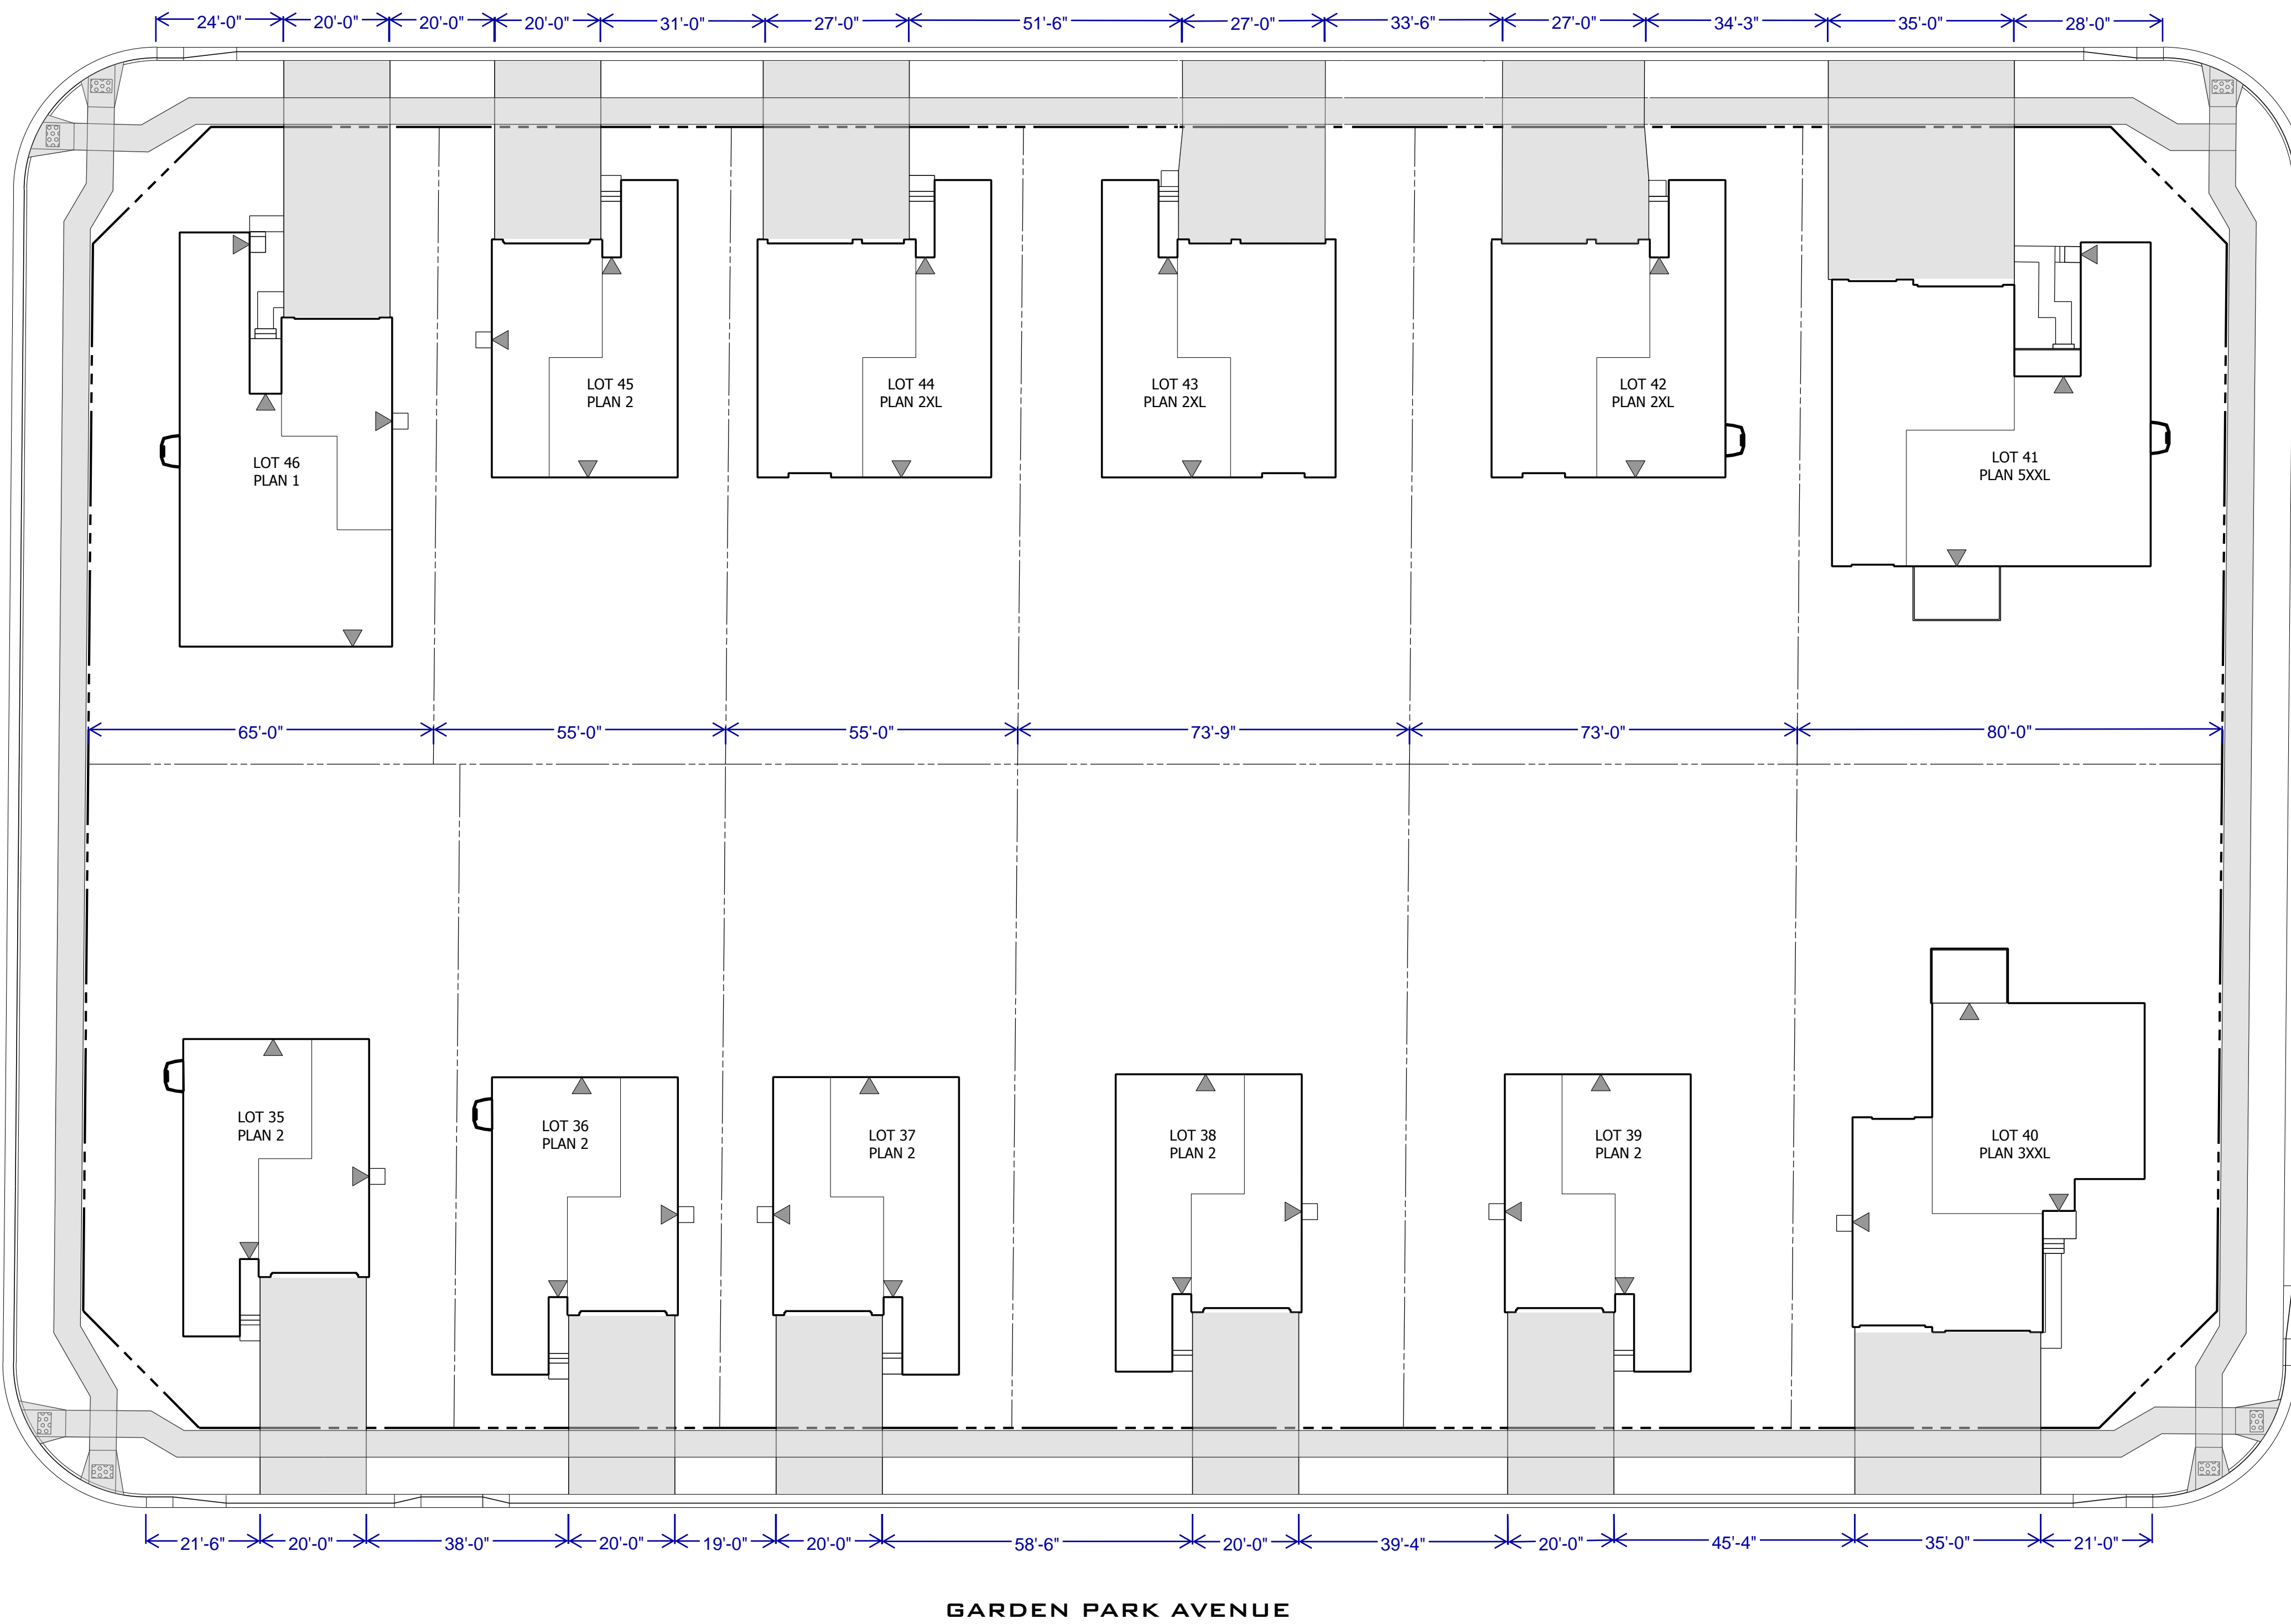 24'-0" 20'-0" 20'-0" 20'-0" 31'-0" 27'-0" 51'-6" 27'-0" 33'-6" 27'-0" 34'-3" 35'-0" 28'-0"
LOT 46
PLAN 1
LOT 45
PLAN 2
LOT 44
PLAN 2XL
LOT 43
PLAN 2XL
LOT 42
PLAN 2XL
LOT 41
PLAN 5XXL
65'-0" 55'-0" 55'-0" 73'-9" 73'-0" 80'-0"
LOT 35
PLAN 2
LOT 36
PLAN 2
LOT 37
PLAN 2
LOT 38
PLAN 2
LOT 39
PLAN 2
LOT 40
PLAN 3XXL
21'-6" 20'-0" 38'-0" 20'-0" 19'-0" 20'-0" 58'-6" 20'-0" 39'-4" 20'-0" 45'-4" 35'-0" 21'-0"
GARDEN PARK AVENUE